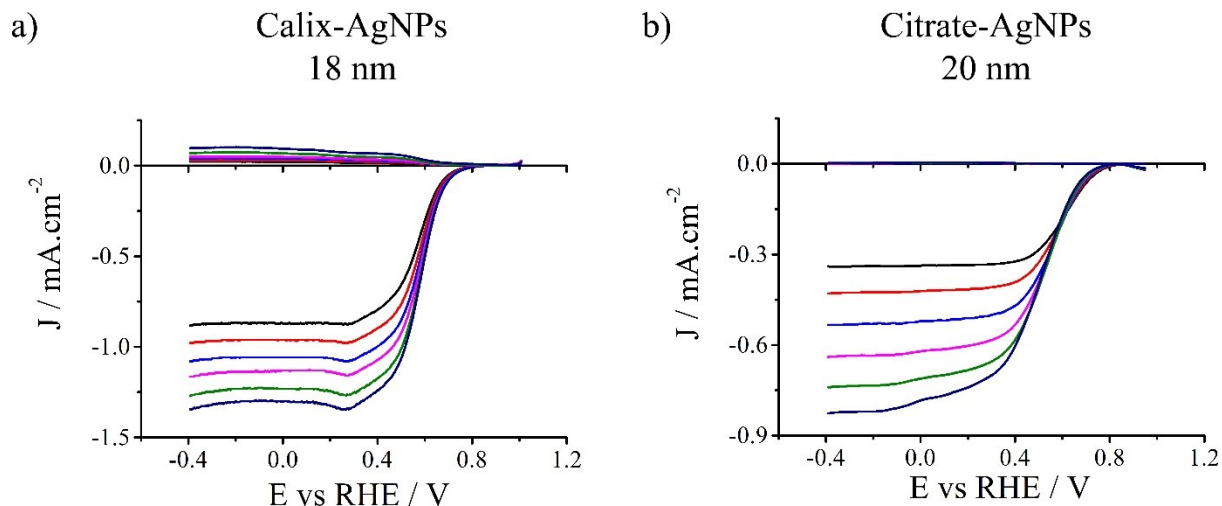 a)
Calix-AgNPs
18 nm
0.0
-0.5
-1.0
-1.5
J / mA.cm-2
-0.4 0.0 0.4 0.8 1.2
E vs RHE / V
b)
Citrate-AgNPs
20 nm
0.0
-0.3
-0.6
-0.9
J / mA.cm-2
-0.4 0.0 0.4 0.8 1.2
E vs RHE / V